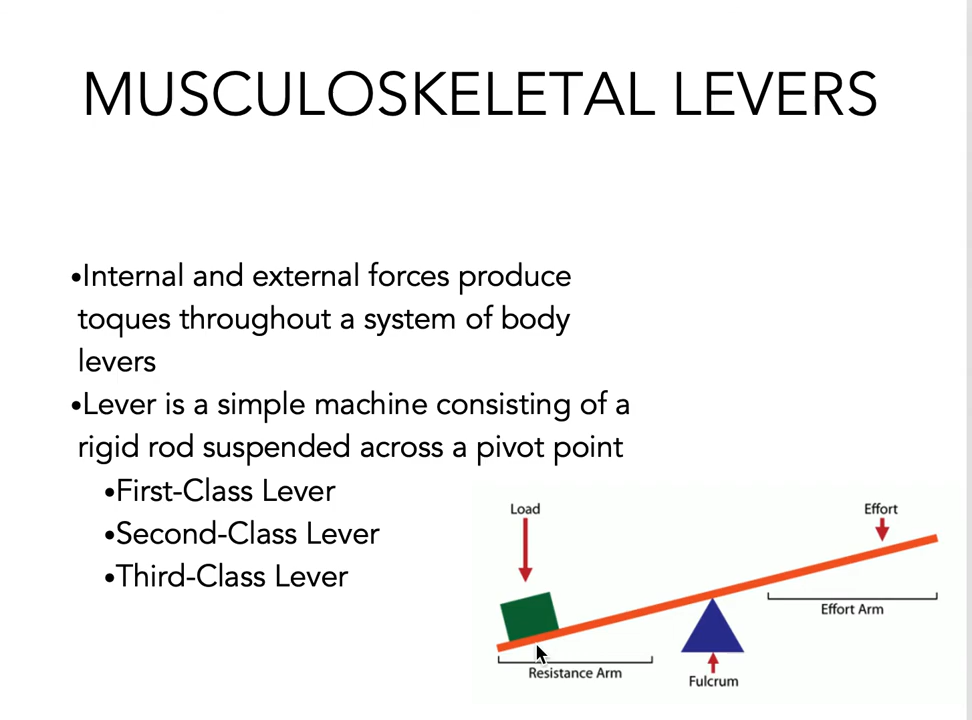 MUSCULOSKELETAL LEVERS
•Internal and external forces produce
toques throughout a system of body
levers
•Lever is a simple machine consisting of a
rigid rod suspended across a pivot point
•First-Class Lever
•Second-Class Lever
•Third-Class Lever
Load
Effort
Effort Arm
Resistance Arm
Fulcrum